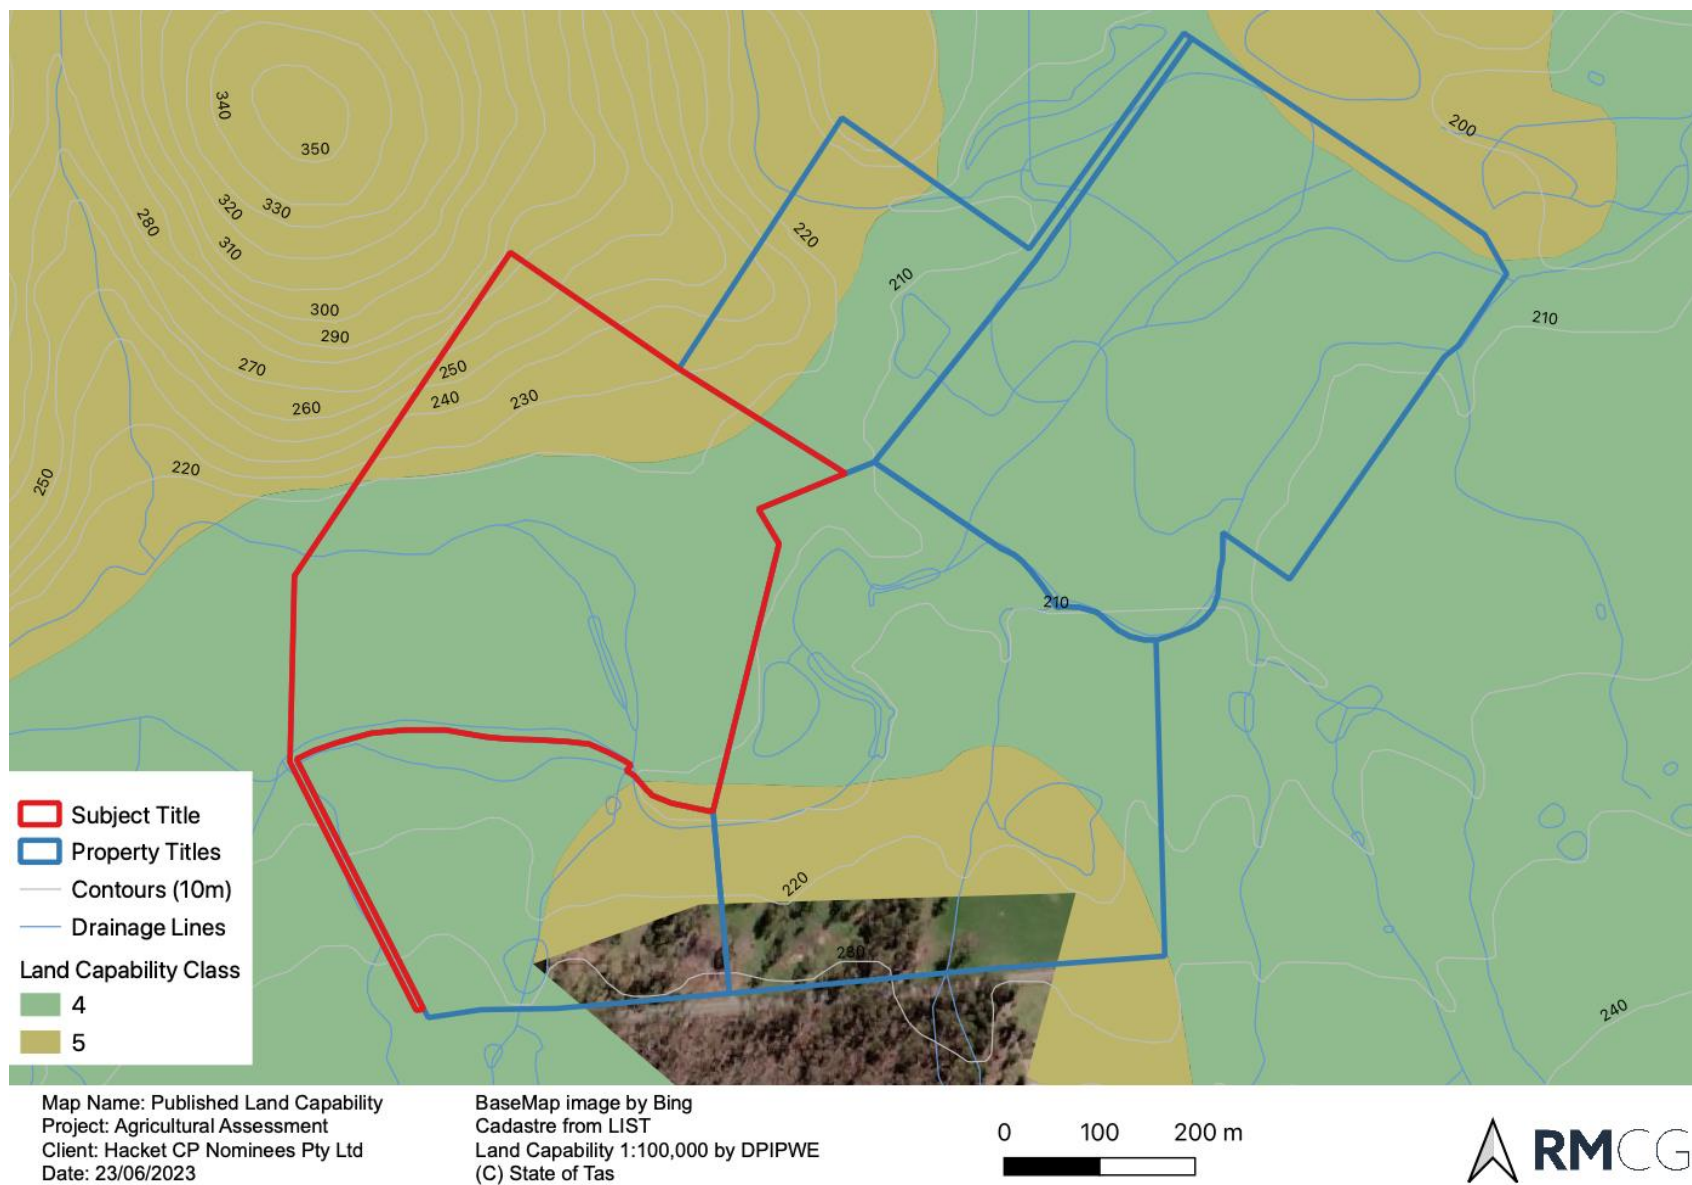 340
350
200
320
330
280
310
220
210
300
290
210
270
250
240
230
260
220
250
210
Subject Title
Property Titles
Contours (10m)
Drainage Lines
Land Capability Class
4
5
220
280
240
Map Name: Published Land Capability
Project: Agricultural Assessment
Client: Hacket CP Nominees Pty Ltd
Date: 23/06/2023
BaseMap image by Bing
Cadastre from LIST
Land Capability 1:100,000 by DPIPWE
(C) State of Tas
0 100 200 m
RMCG